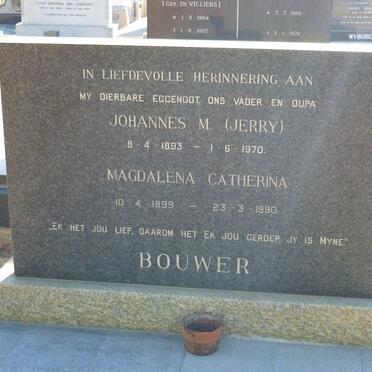 [GEB. DE VILLIERS]
IN LIEFDEVOLLE HERINNERING AAN
MY DIERBARE EGGENOOT, ONS VADER EN OUPA
JOHANNES M. (JERRY)
8-4-1893 – 1-6-1970.
MAGDALENA CATHERINA
10-4-1899 – 23-3-1990
„EK HET JOU LIEF, DAAROM HET EK JOU GEROEP. JY IS MYNE"
BOUWER